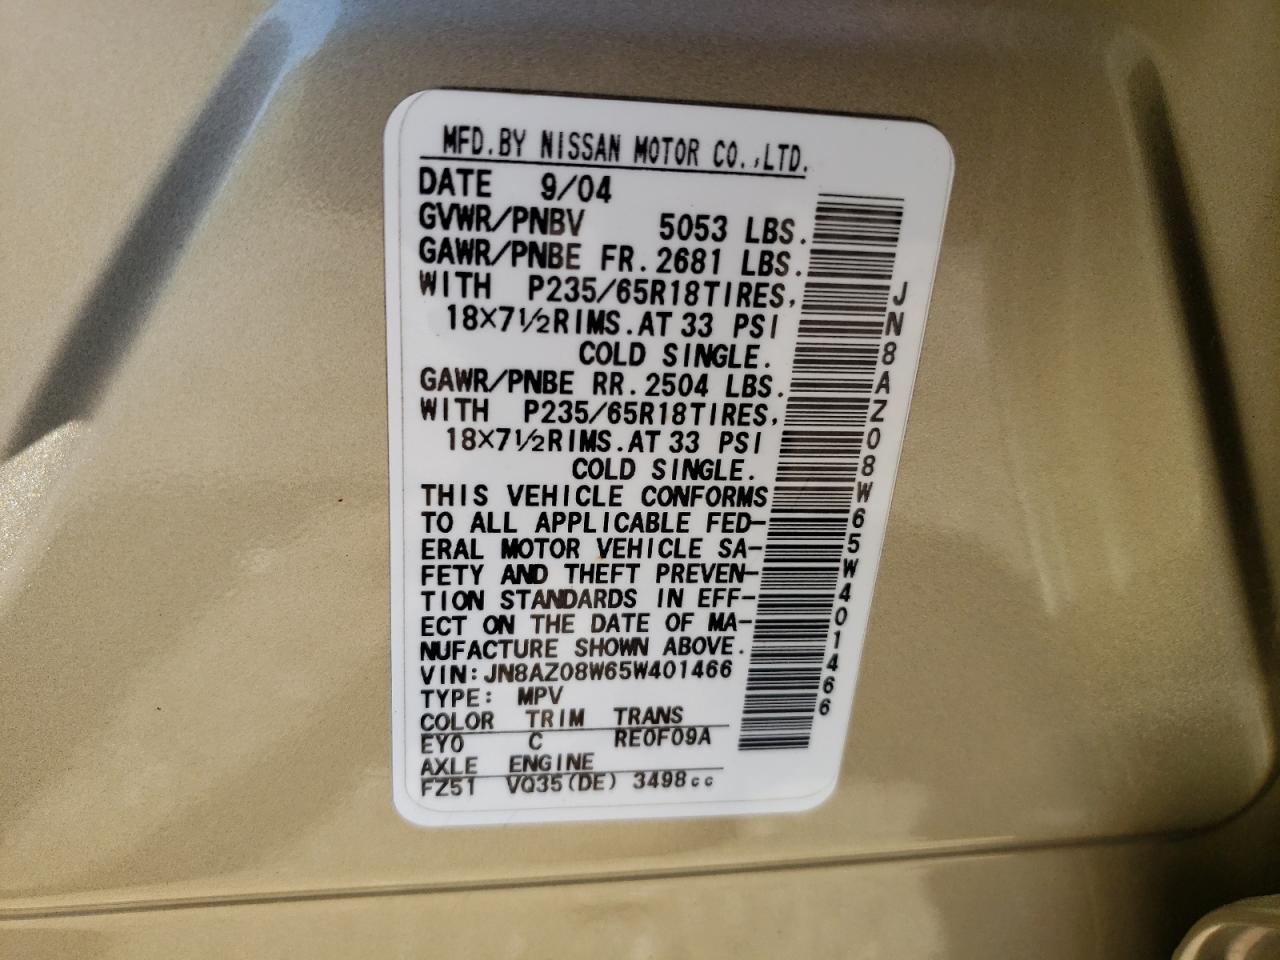 MFD. BY NISSAN MOTOR CO., LTD.
DATE 9/04
GVWR/PNBV 5053 LBS.
GAWR/PNBE FR. 2681 LBS.
WITH P235/65R18TIRES,
18×7½RIMS. AT 33 PSI
COLD SINGLE.
GAWR/PNBE RR. 2504 LBS.
WITH P235/65R18TIRES,
18×7½RIMS. AT 33 PSI
COLD SINGLE.
THIS VEHICLE CONFORMS
TO ALL APPLICABLE FED-
ERAL MOTOR VEHICLE SA-
FETY AND THEFT PREVEN-
TION STANDARDS IN EFF-
ECT ON THE DATE OF MA-
NUFACTURE SHOWN ABOVE.
VIN: JN8AZ08W65W401466
TYPE: MPV
COLOR TRIM TRANS
EY0 C RE0F09A
AXLE ENGINE
FZ51 VQ35(DE) 3498cc
JN8AZ08W65W401466